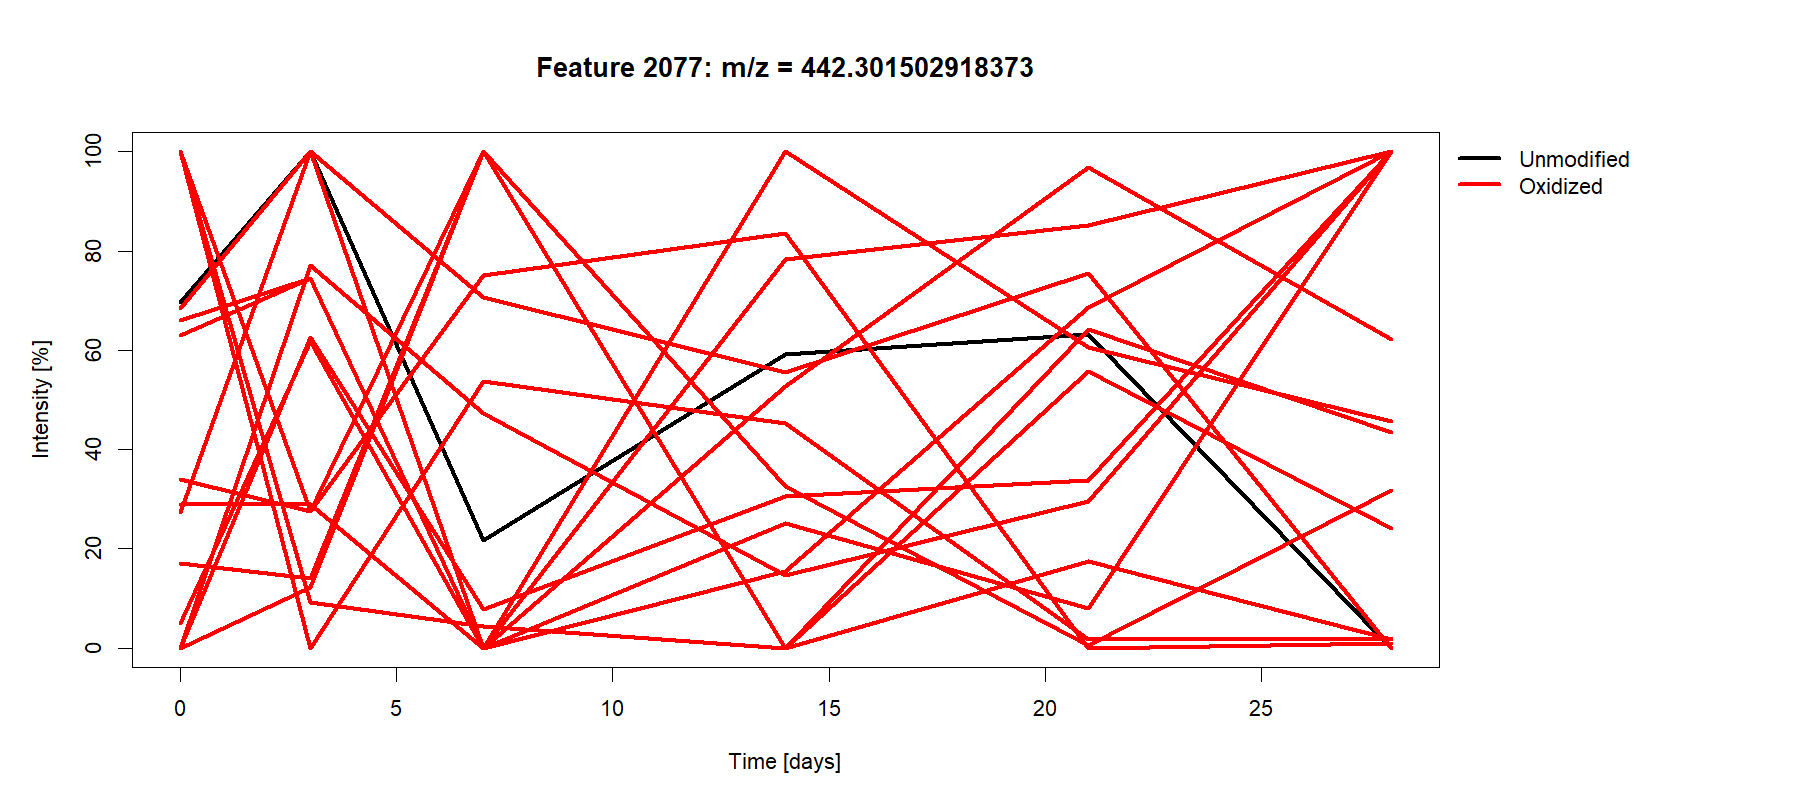 Feature 2077: m/z = 442.301502918373
Unmodified
Oxidized
Intensity [%]
100
80
60
40
20
0
0 5 10 15 20 25
Time [days]